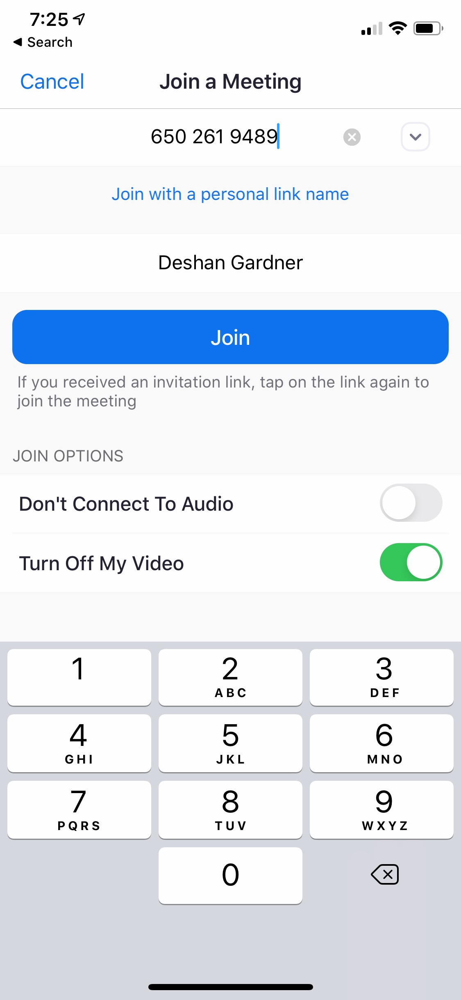 7:25
Search
Cancel
Join a Meeting
650 261 9489
Join with a personal link name
Deshan Gardner
Join
If you received an invitation link, tap on the link again to
join the meeting
JOIN OPTIONS
Don't Connect To Audio
Turn Off My Video
1
2
ABC
3
DEF
4
GHI
5
JKL
6
MNO
7
PQRS
8
TUV
9
WXYZ
0